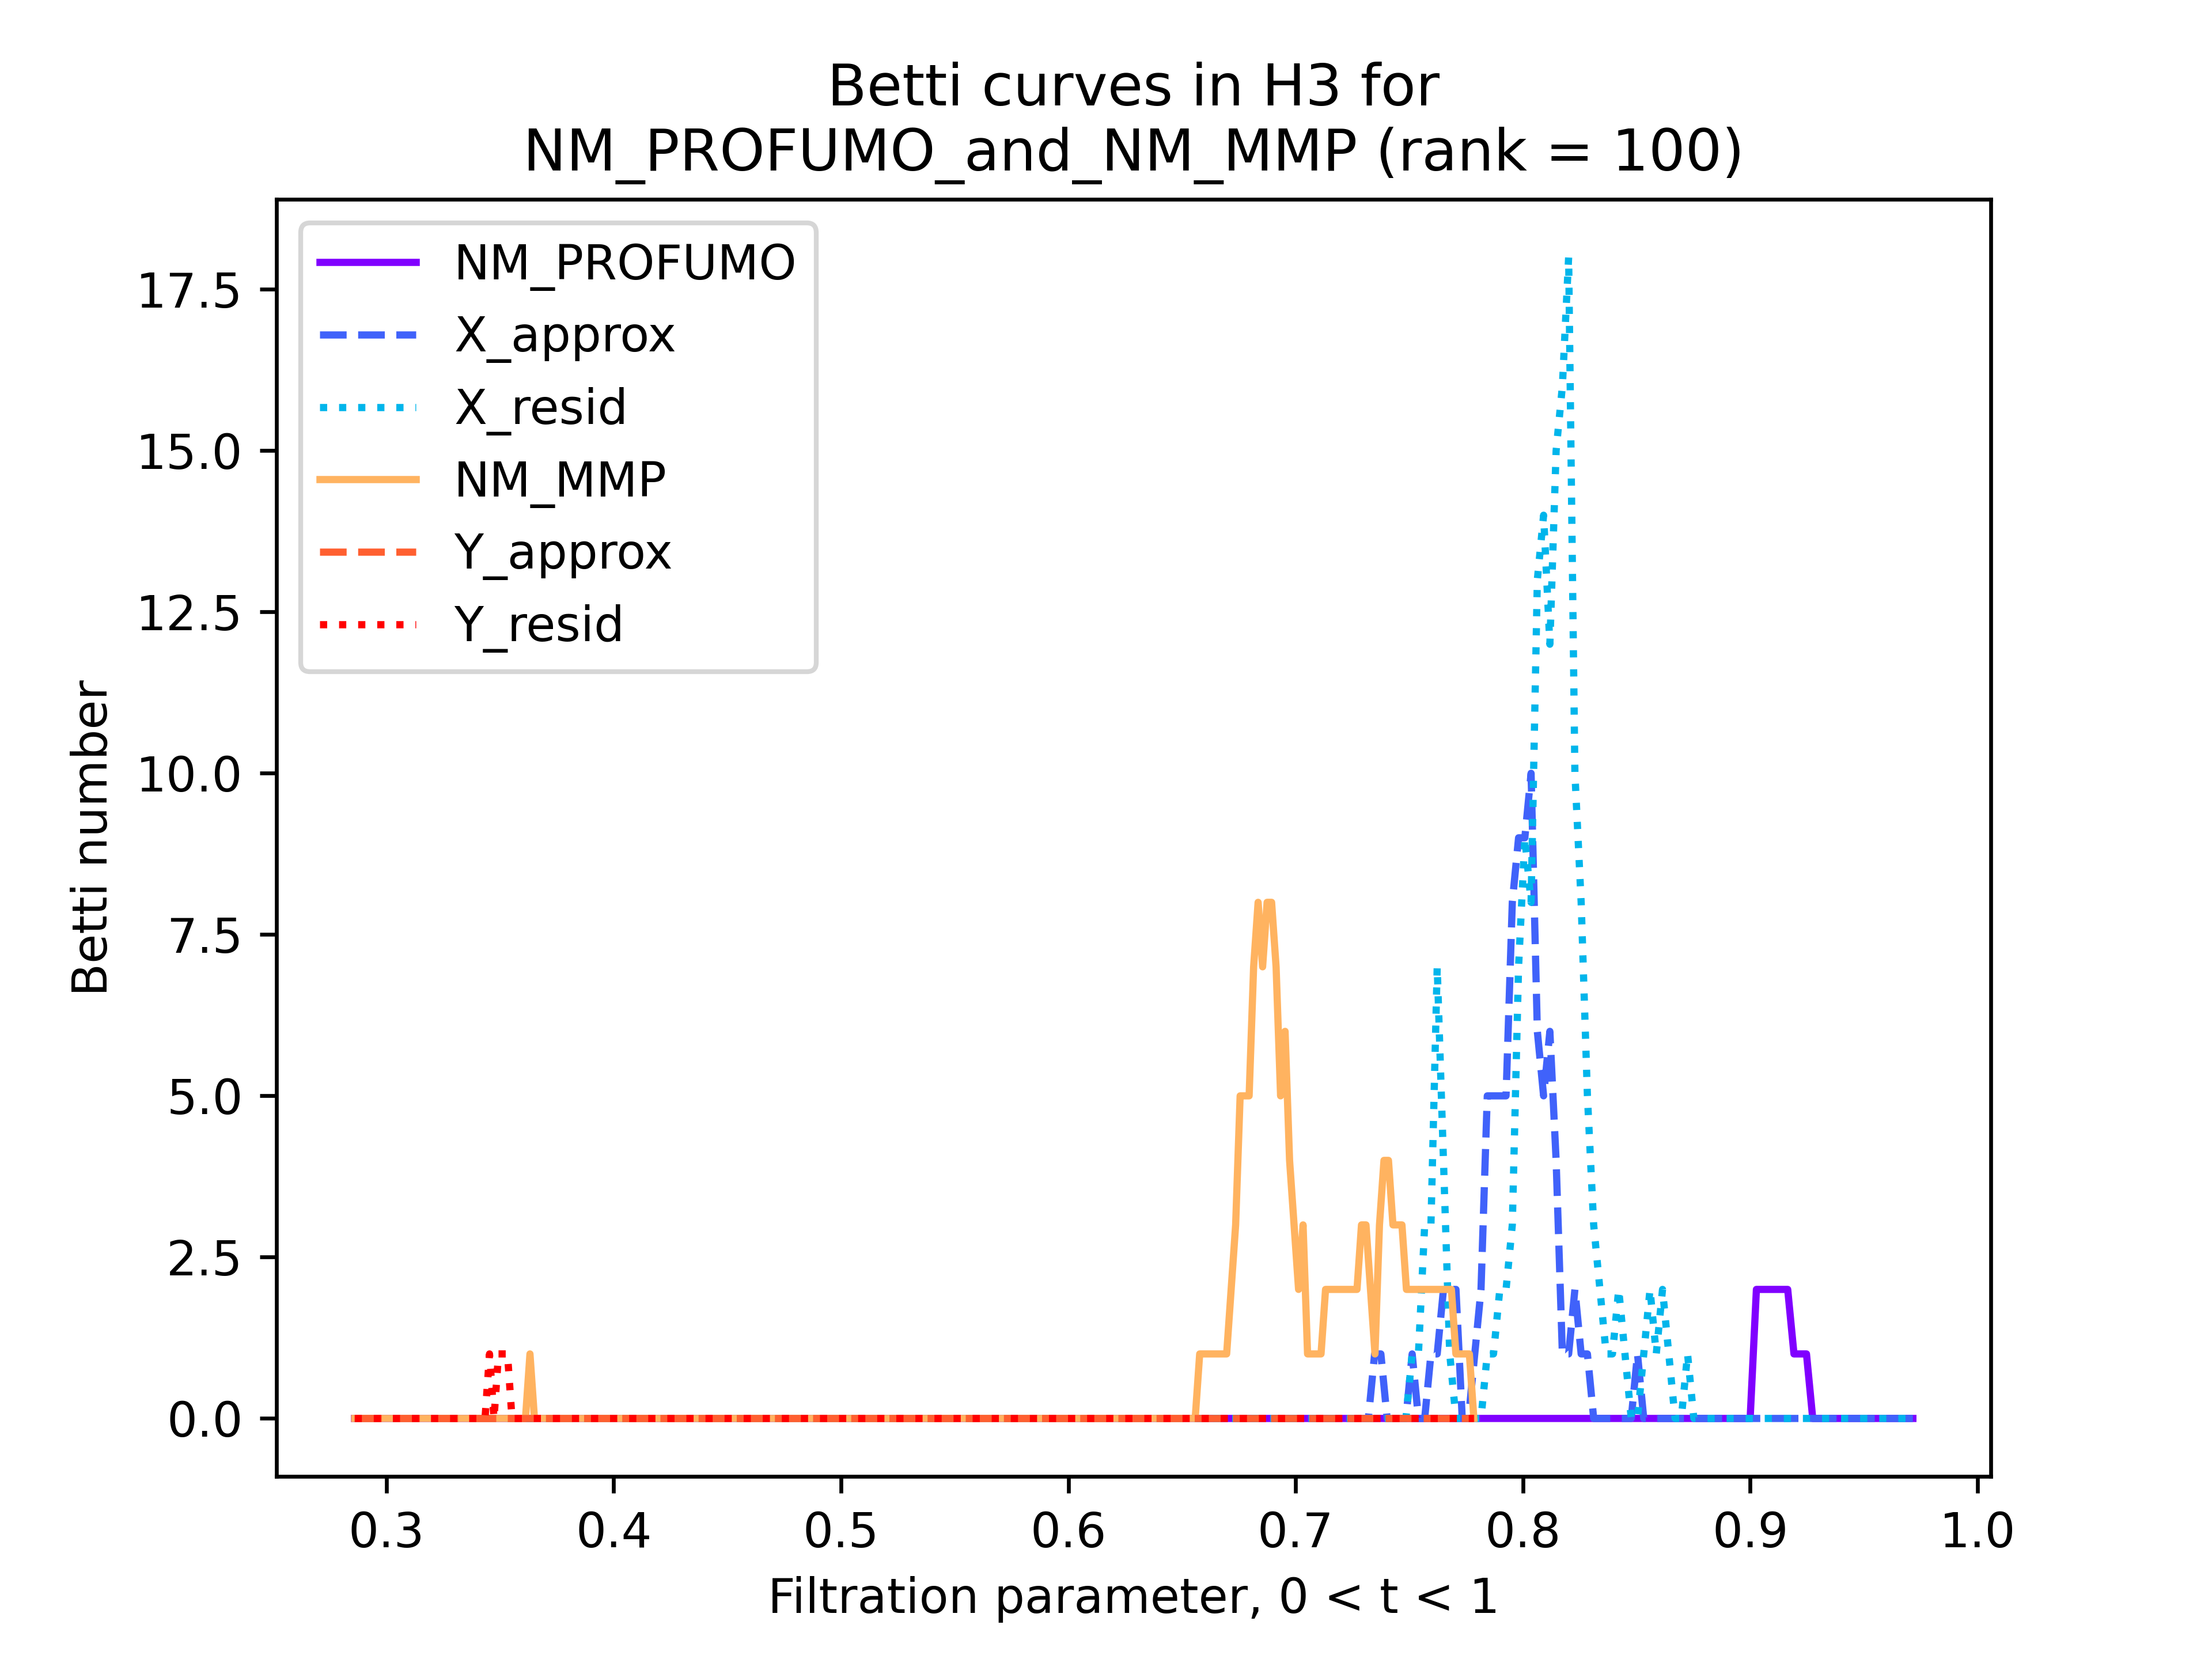 Betti curves in H3 for
NM_PROFUMO_and_NM_MMP (rank = 100)
NM_PROFUMO
X_approx
X_resid
NM_MMP
Y_approx
Y_resid
17.5
15.0
12.5
10.0
7.5
5.0
2.5
0.0
Betti number
0.3 0.4 0.5 0.6 0.7 0.8 0.9 1.0
Filtration parameter, 0 < t < 1